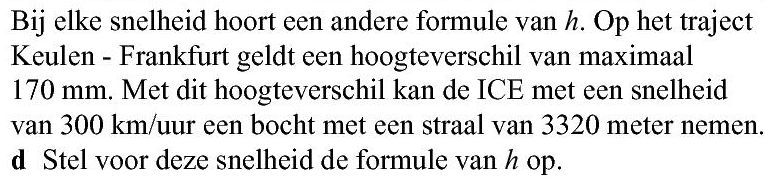 Bij elke snelheid hoort een andere formule van h. Op het traject
Keulen - Frankfurt geldt een hoogteverschil van maximaal
170 mm. Met dit hoogteverschil kan de ICE met een snelheid
van 300 km/uur een bocht met een straal van 3320 meter nemen.
d Stel voor deze snelheid de formule van h op.